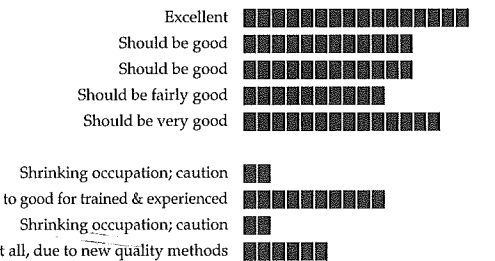 Excellent
Should be good
Should be good
Should be fairly good
Should be very good
Shrinking occupation; caution
to good for trained & experienced
Shrinking occupation; caution
all, due to new quality methods